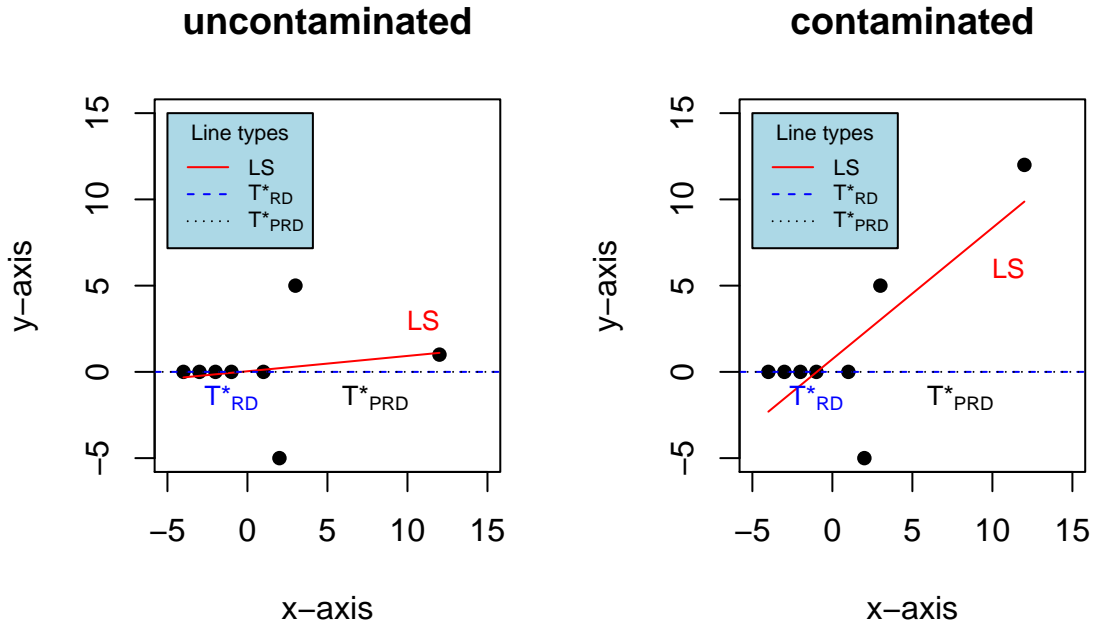 uncontaminated
15
10
5
0
−5
y−axis
Line types
LS
T*RD
T*PRD
LS
T*RD
T*PRD
−5 0 5 10 15
x−axis
contaminated
15
10
5
0
−5
y−axis
Line types
LS
T*RD
T*PRD
LS
T*RD
T*PRD
−5 0 5 10 15
x−axis